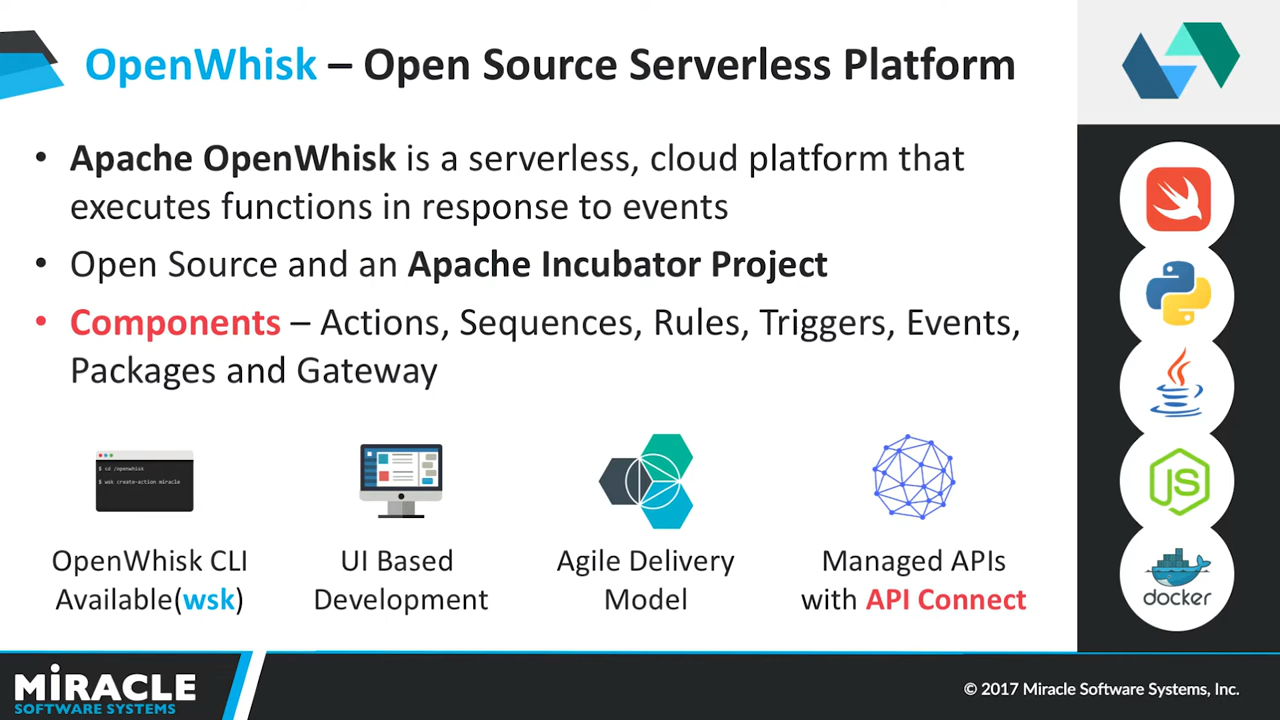 OpenWhisk – Open Source Serverless Platform
• Apache OpenWhisk is a serverless, cloud platform that
executes functions in response to events
• Open Source and an Apache Incubator Project
• Components – Actions, Sequences, Rules, Triggers, Events,
Packages and Gateway
$ cd /openwhisk
$ wsk create-action miracle
OpenWhisk CLI
Available(wsk)
UI Based
Development
Agile Delivery
Model
Managed APIs
with API Connect
JS
docker
MiRACLE
SOFTWARE SYSTEMS
© 2017 Miracle Software Systems, Inc.